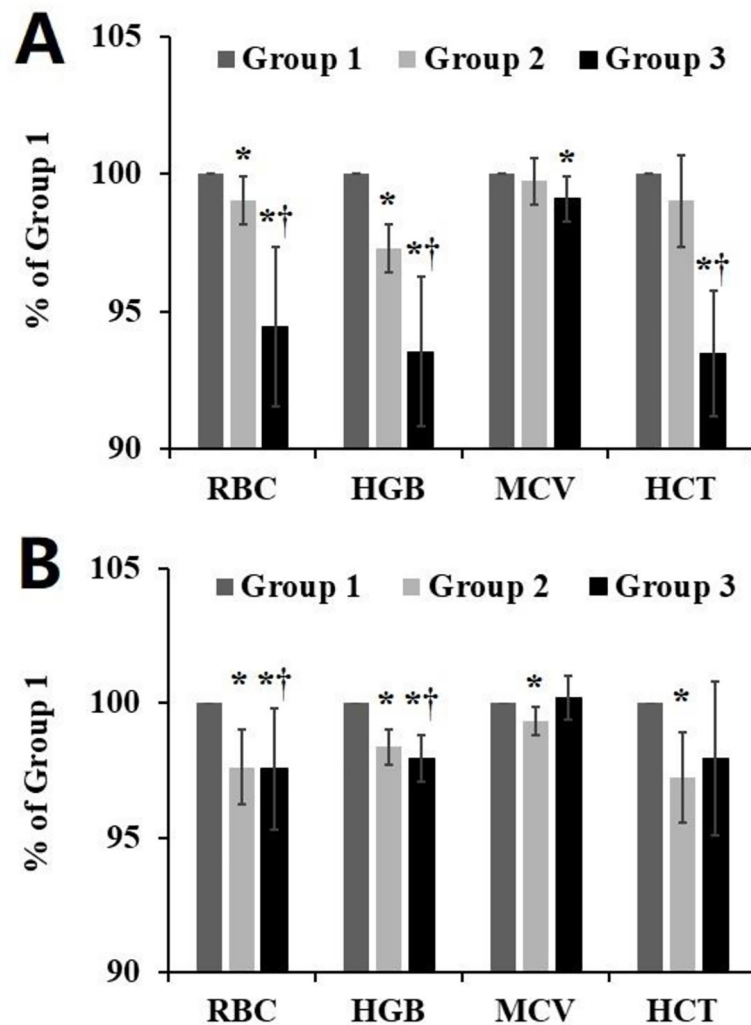 A
105
Group 1 Group 2 Group 3
% of Group 1
100
95
90
* *† * *† * *†
RBC HGB MCV HCT
B
105
Group 1 Group 2 Group 3
% of Group 1
100
95
90
* *† * *† * *
RBC HGB MCV HCT